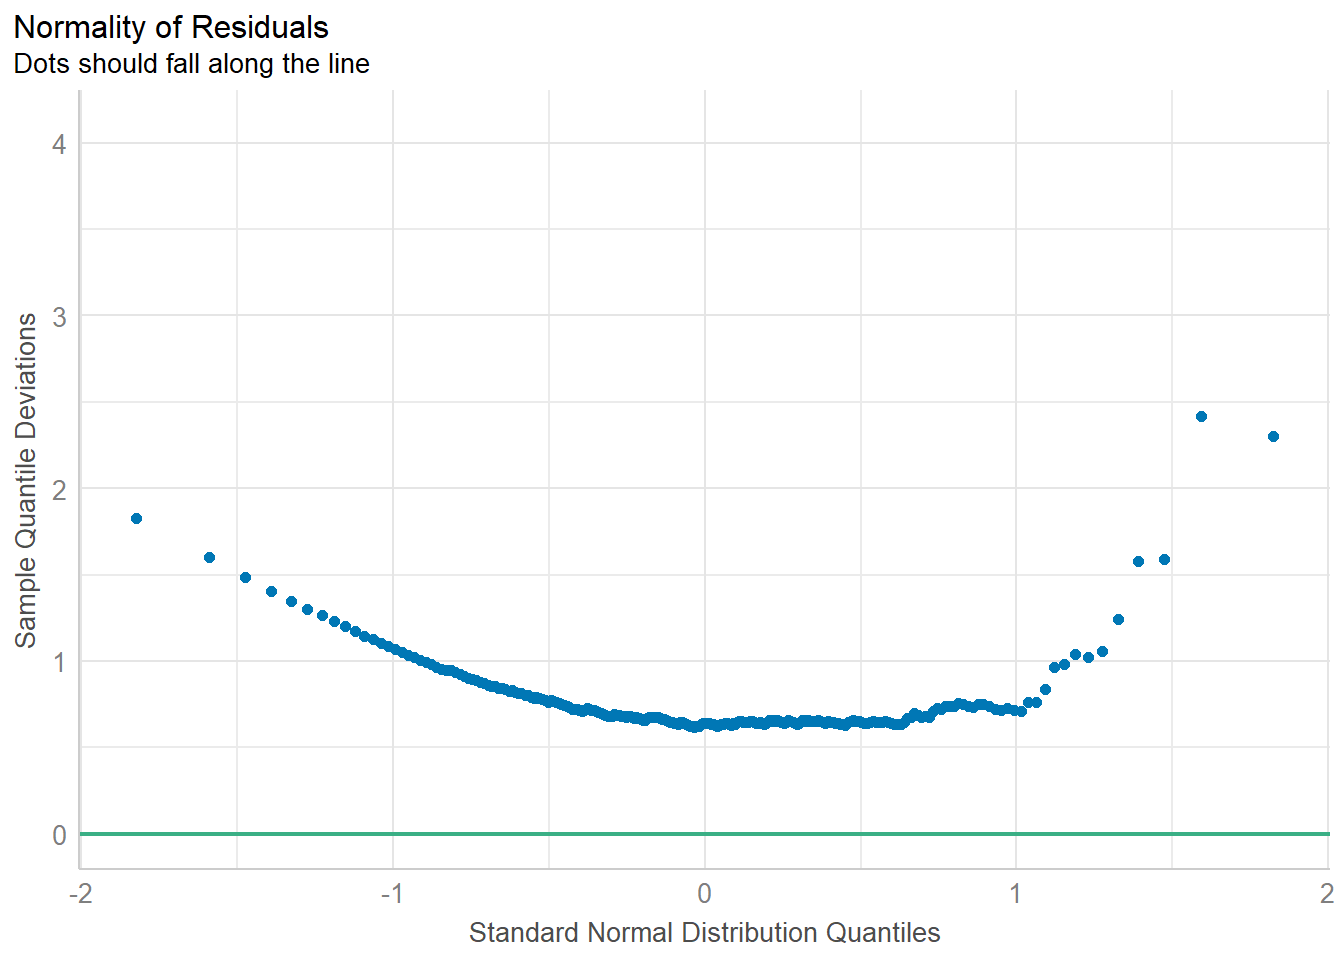 Normality of Residuals
Dots should fall along the line
4
3
2
1
0
Sample Quantile Deviations
-2 -1 0 1 2
Standard Normal Distribution Quantiles